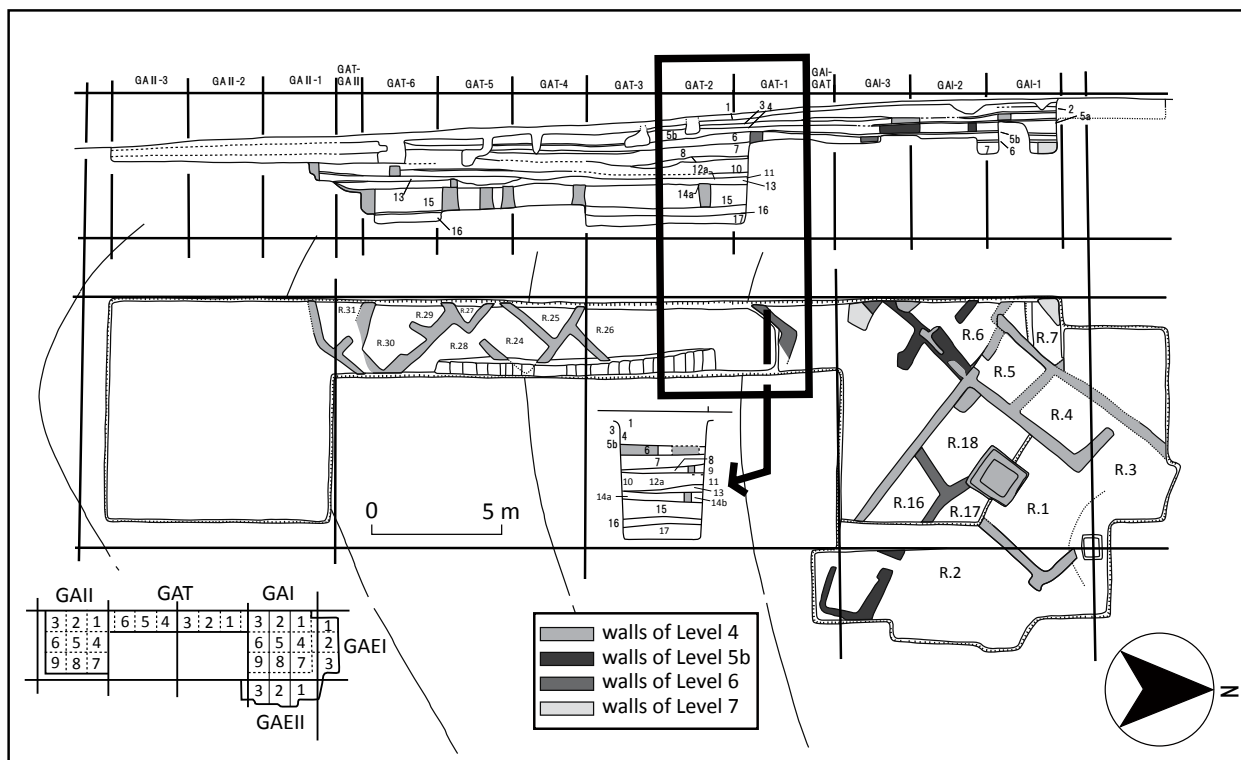 GAII-3 GAII-2 GAII-1 GAT-GAII GAT-6 GAT-5 GAT-4 GAT-3 GAT-2 GAT-1 GAI-GAT GAI-3 GAI-2 GAI-1
1 3 4 2
5a
5b 6 5b
7 6
8 7
12a 10
11
13 14a 13
15 15
16
16 17
R.31 R.29 R.27 R.25 R.26
R.30 R.28 R.24
R.6 R.7
R.5
R.4
R.18
R.3
R.16 R.17 R.1
R.2
3 1
4
5b 6
7 8
9
10 12a 11
13
14a 14b
15
16
17
0 5 m
GAII GAT GAI
3 2 1 6 5 4 3 2 1 3 2 1 1
6 5 4 6 5 4 2 GAEI
9 8 7 9 8 7 3
3 2 1
GAEII
walls of Level 4
walls of Level 5b
walls of Level 6
walls of Level 7
N